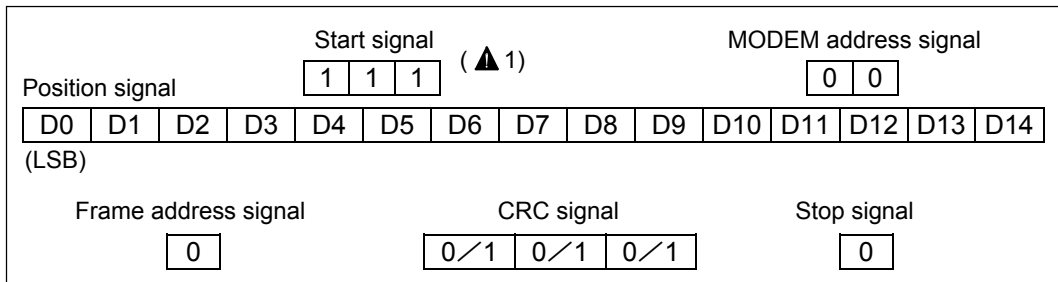 Start signal
( ⚠ 1)
MODEM address signal
1 1 1
0 0
Position signal
D0 D1 D2 D3 D4 D5 D6 D7 D8 D9 D10 D11 D12 D13 D14
(LSB)
Frame address signal
CRC signal
Stop signal
0
0/1 0/1 0/1
0